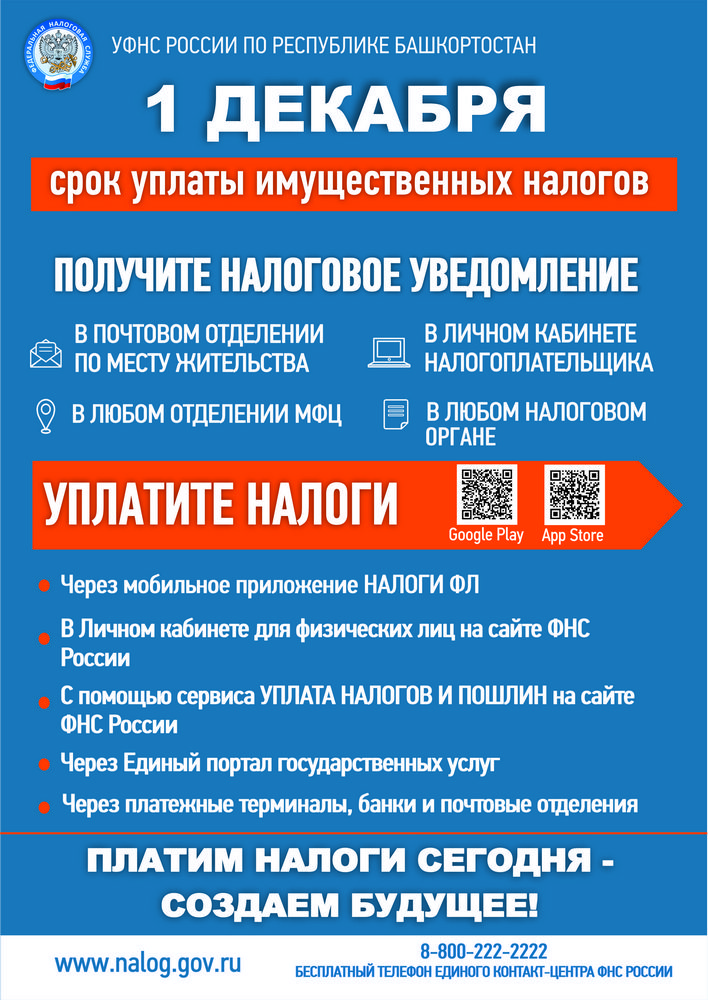 ФЕДЕРАЛЬНАЯ НАЛОГОВАЯ СЛУЖБА
УФНС РОССИИ ПО РЕСПУБЛИКЕ БАШКОРТОСТАН
1 ДЕКАБРЯ
срок уплаты имущественных налогов
ПОЛУЧИТЕ НАЛОГОВОЕ УВЕДОМЛЕНИЕ
В ПОЧТОВОМ ОТДЕЛЕНИИ
ПО МЕСТУ ЖИТЕЛЬСТВА
В ЛИЧНОМ КАБИНЕТЕ
НАЛОГОПЛАТЕЛЬЩИКА
В ЛЮБОМ ОТДЕЛЕНИИ МФЦ
В ЛЮБОМ НАЛОГОВОМ
ОРГАНЕ
УПЛАТИТЕ НАЛОГИ
Google Play
App Store
Через мобильное приложение НАЛОГИ ФЛ
В Личном кабинете для физических лиц на сайте ФНС
России
С помощью сервиса УПЛАТА НАЛОГОВ И ПОШЛИН на сайте
ФНС России
Через Единый портал государственных услуг
Через платежные терминалы, банки и почтовые отделения
ПЛАТИМ НАЛОГИ СЕГОДНЯ -
СОЗДАЕМ БУДУЩЕЕ!
www.nalog.gov.ru
8-800-222-2222
БЕСПЛАТНЫЙ ТЕЛЕФОН ЕДИНОГО КОНТАКТ-ЦЕНТРА ФНС РОССИИ